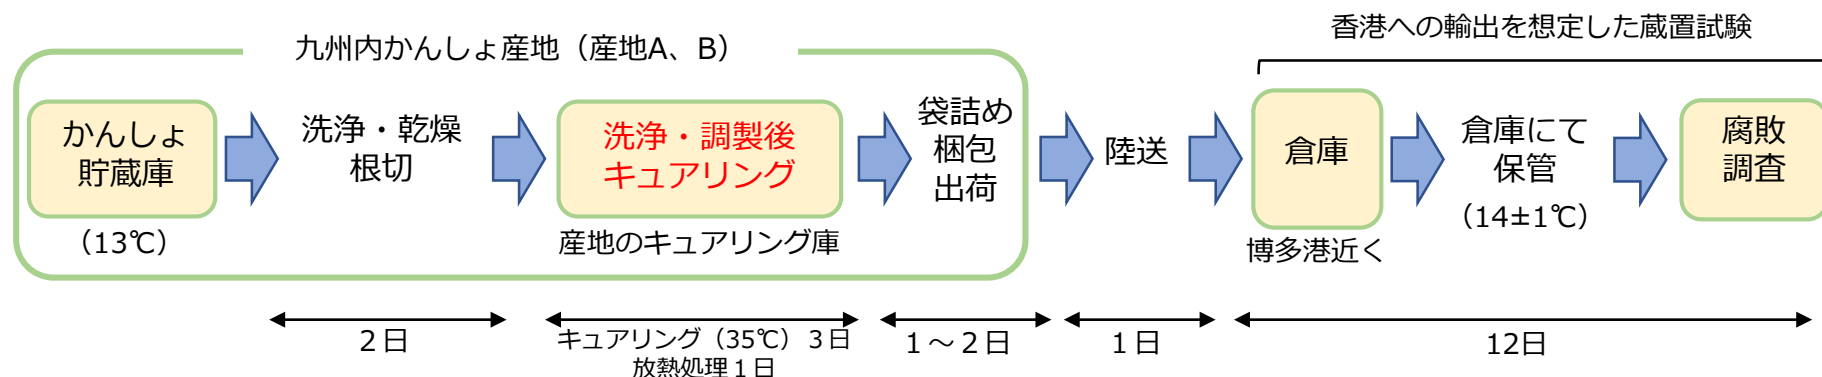 香港への輸出を想定した蔵置試験
九州内かんしょ産地（産地A、B）
かんしょ
貯蔵庫
（13℃）
洗浄・乾燥
根切
洗浄・調製後
キュアリング
産地のキュアリング庫
袋詰め
梱包
出荷
陸送
倉庫
博多港近く
倉庫にて
保管
（14±1℃）
腐敗
調査
２日
キュアリング（35℃）３日
放熱処理１日
１～２日
１日
12日